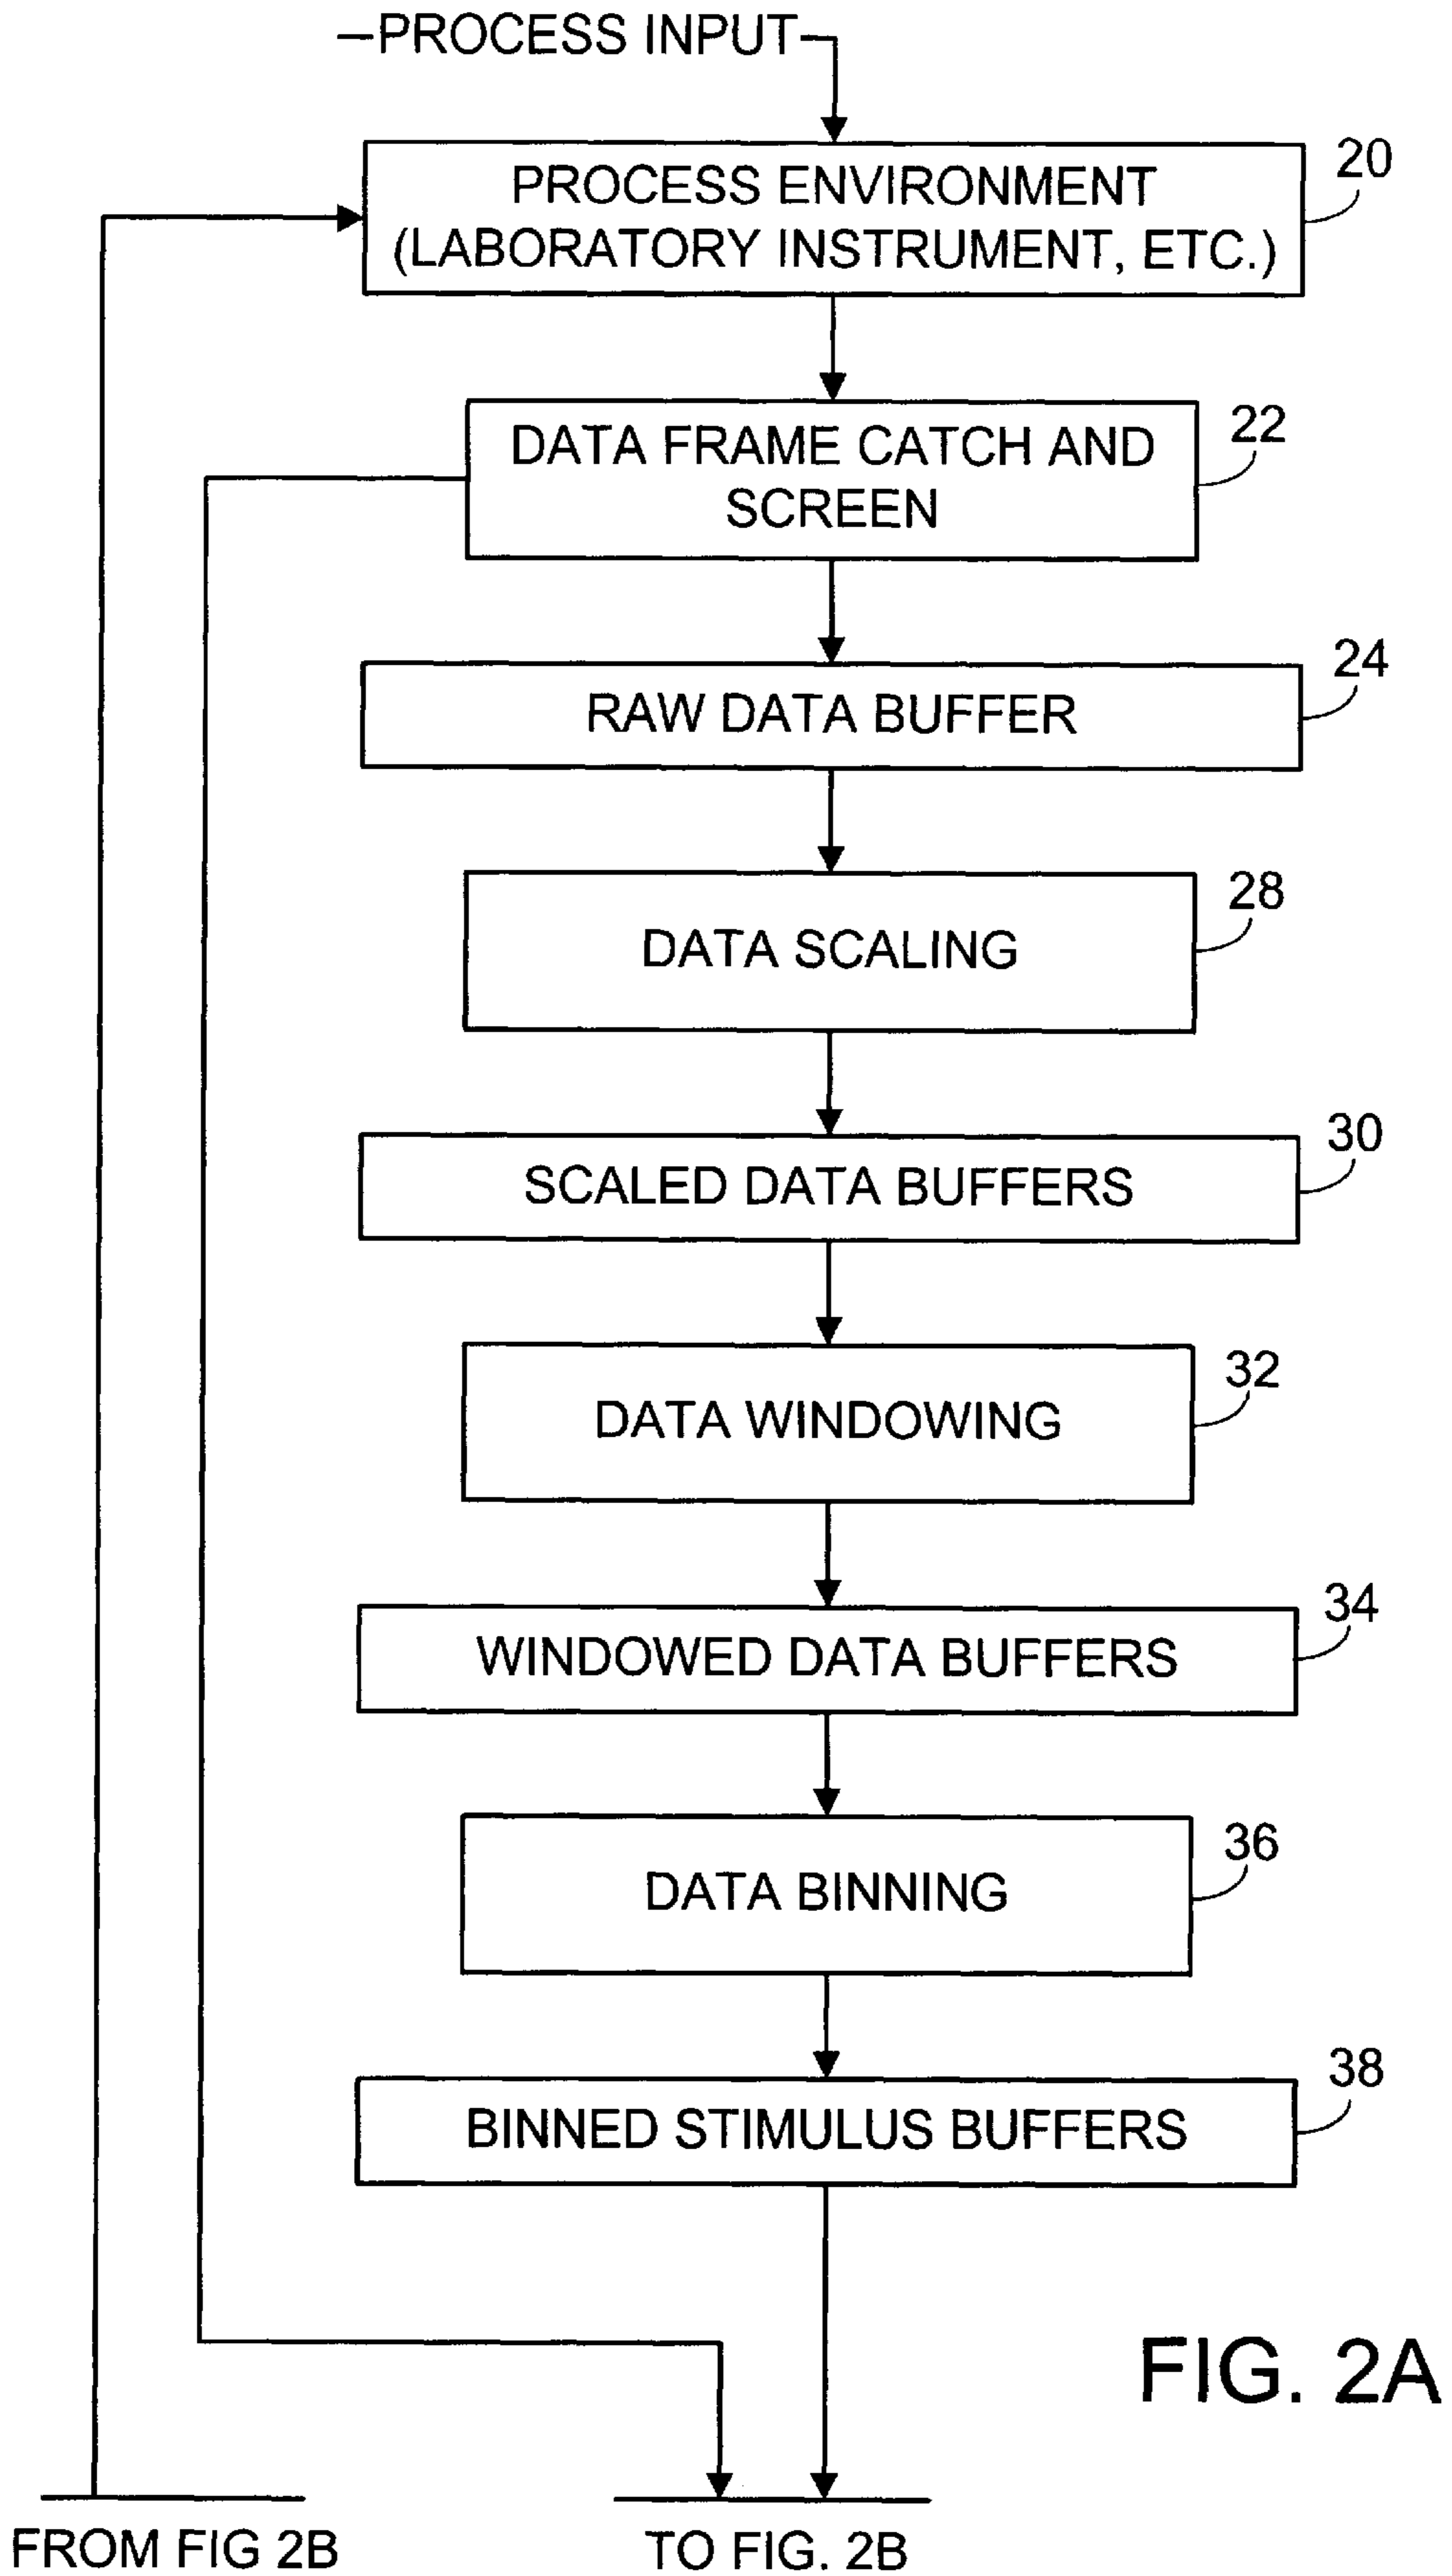 PROCESS INPUT
PROCESS ENVIRONMENT
(LABORATORY INSTRUMENT, ETC.)
20
DATA FRAME CATCH AND
SCREEN
22
RAW DATA BUFFER
24
DATA SCALING
28
SCALED DATA BUFFERS
30
DATA WINDOWING
32
WINDOWED DATA BUFFERS
34
DATA BINNING
36
BINNED STIMULUS BUFFERS
38
FIG. 2A
FROM FIG 2B
TO FIG. 2B